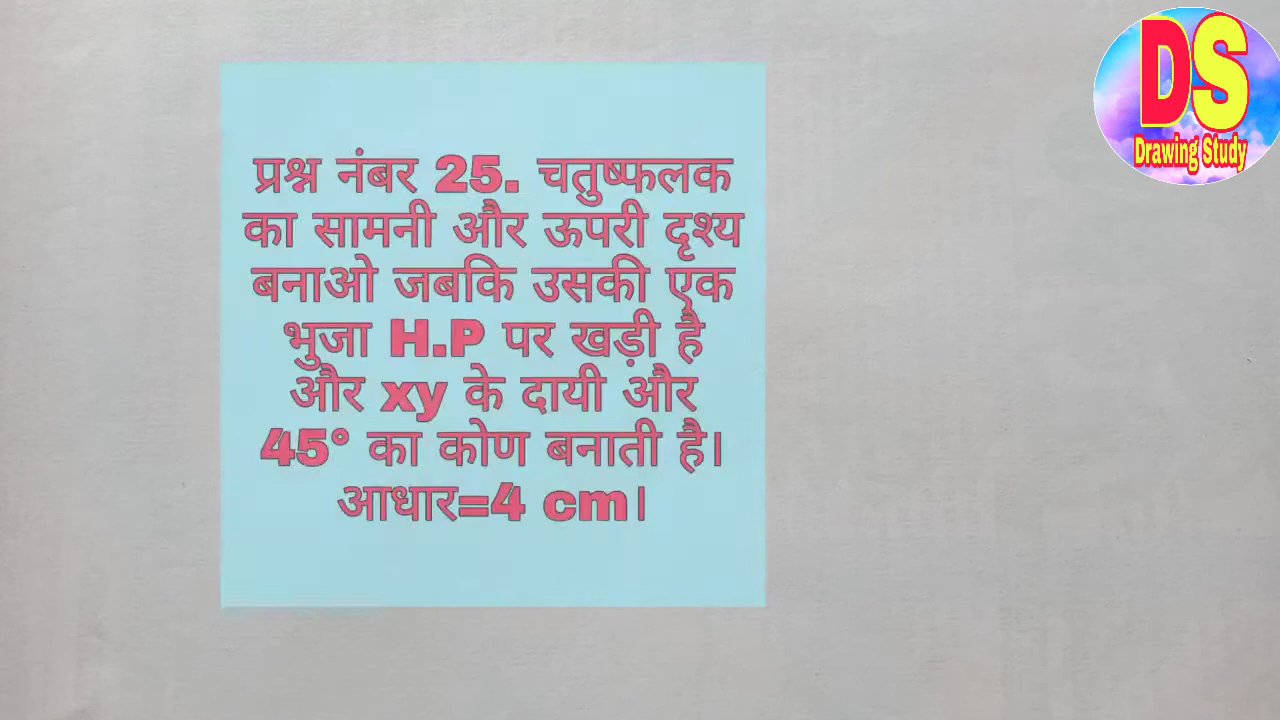 प्रश्न नंबर 25. चतुष्फलक
का सामनी और ऊपरी दृश्य
बनाओ जबकि उसकी एक
भुजा H.P पर खड़ी है
और xy के दायी और
45° का कोण बनाती है।
आधार=4 cm।
DS
Drawing Study